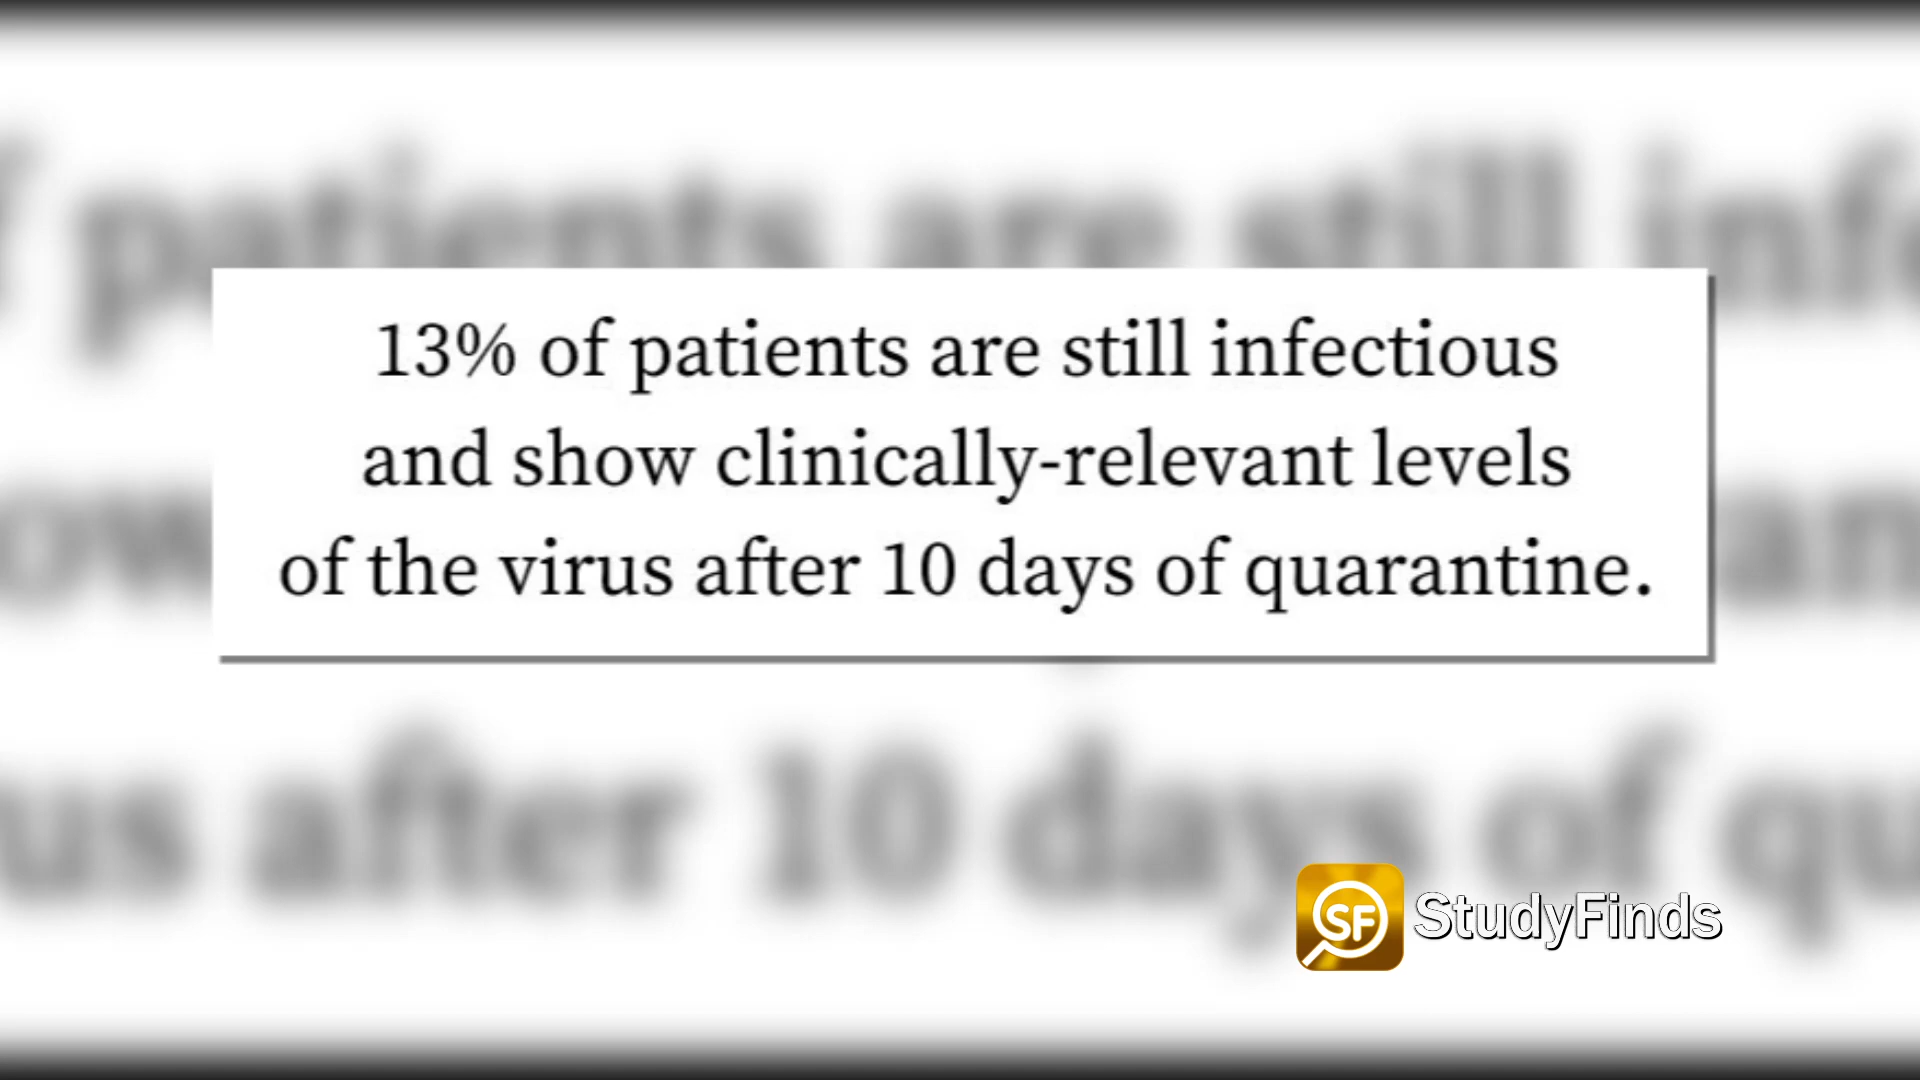 13% of patients are still infectious
and show clinically-relevant levels
of the virus after 10 days of quarantine.
SF StudyFinds